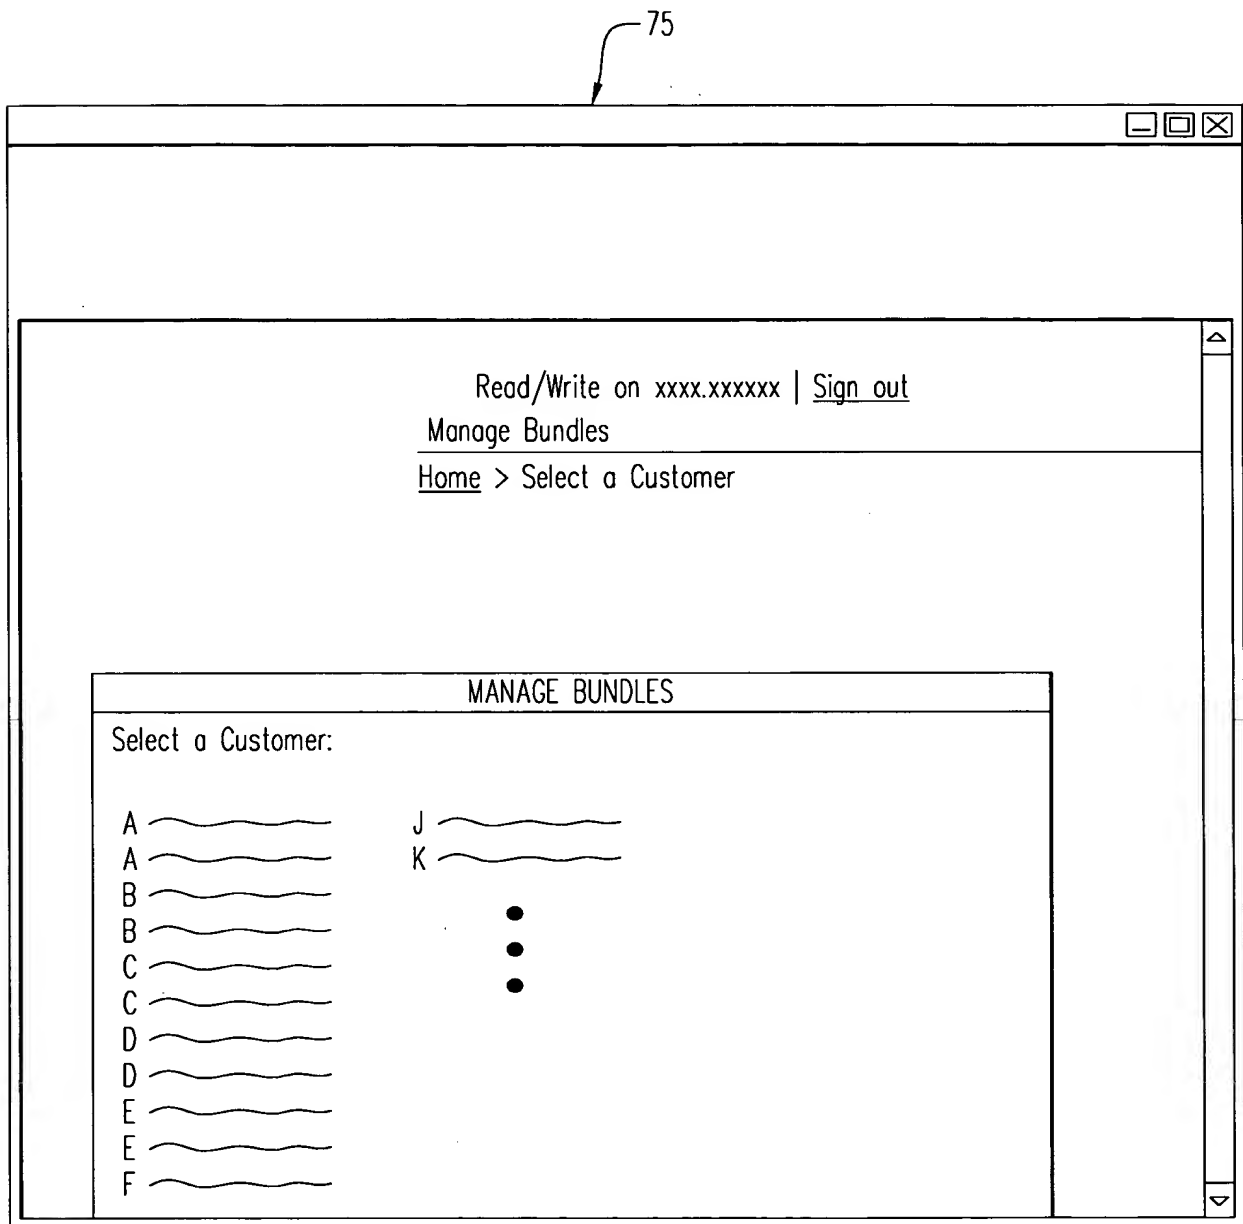 75
Read/Write on xxxx.xxxxxx | Sign out
Manage Bundles
Home > Select a Customer
MANAGE BUNDLES
Select a Customer:
A
A
B
B
C
C
D
D
E
E
F
J
K